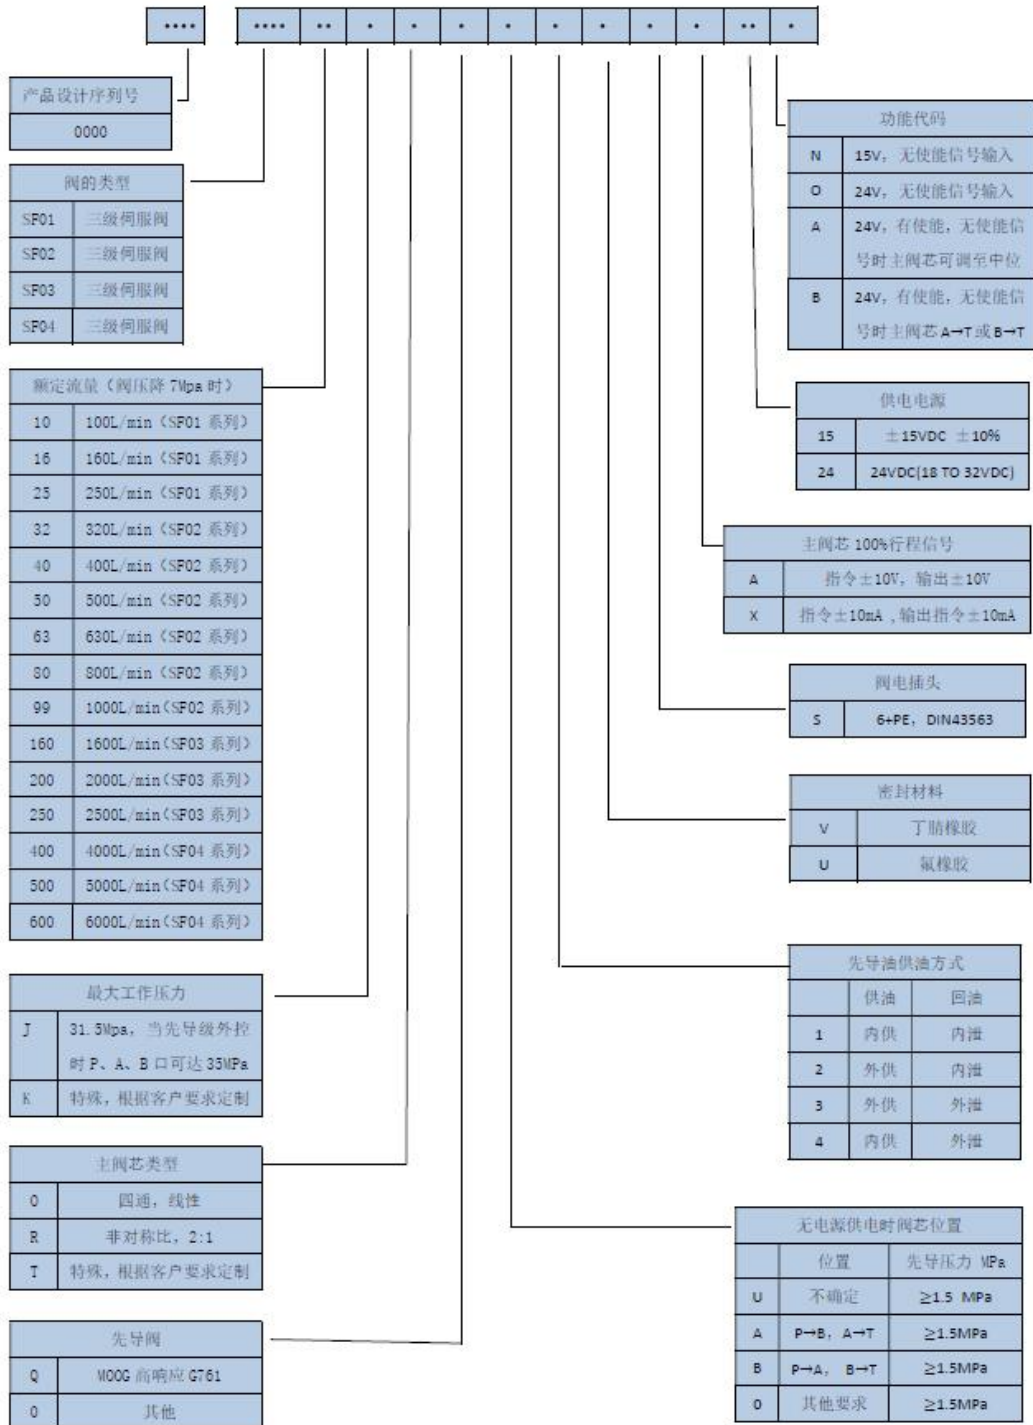 •••• •••• •• • • • • • • • • •• •
产品设计序列号
0000
阀的类型
SF01 三级伺服阀
SF02 三级伺服阀
SF03 三级伺服阀
SF04 三级伺服阀
额定流量（阀压降 7Mpa 时）
10 100L/min（SF01 系列）
16 160L/min（SF01 系列）
25 250L/min（SF01 系列）
32 320L/min（SF02 系列）
40 400L/min（SF02 系列）
50 500L/min（SF02 系列）
63 630L/min（SF02 系列）
80 800L/min（SF02 系列）
99 1000L/min(SF02 系列）
160 1600L/min(SF03 系列）
200 2000L/min(SF03 系列）
250 2500L/min(SF03 系列）
400 4000L/min(SF04 系列）
500 5000L/min(SF04 系列）
600 6000L/min(SF04 系列）
最大工作压力
J 31.5Mpa，当先导级外控
时 P、A、B 口可达 35MPa
K 特殊，根据客户要求定制
主阀芯类型
O 四通，线性
R 非对称比，2:1
T 特殊，根据客户要求定制
先导阀
Q MOOG 高响应 G761
O 其他
功能代码
N 15V，无使能信号输入
O 24V，无使能信号输入
A 24V，有使能，无使能信
号时主阀芯可调至中位
B 24V，有使能，无使能信
号时主阀芯 A→T 或 B→T
供电电源
15 ±15VDC ±10%
24 24VDC(18 TO 32VDC)
主阀芯 100%行程信号
A 指令±10V，输出±10V
X 指令±10mA ,输出指令±10mA
阀电插头
S 6+PE，DIN43563
密封材料
V 丁腈橡胶
U 氟橡胶
先导油供油方式
供油 回油
1 内供 内泄
2 外供 内泄
3 外供 外泄
4 内供 外泄
无电源供电时阀芯位置
位置 先导压力 MPa
U 不确定 ≥1.5 MPa
A P→B，A→T ≥1.5MPa
B P→A， B→T ≥1.5MPa
O 其他要求 ≥1.5MPa